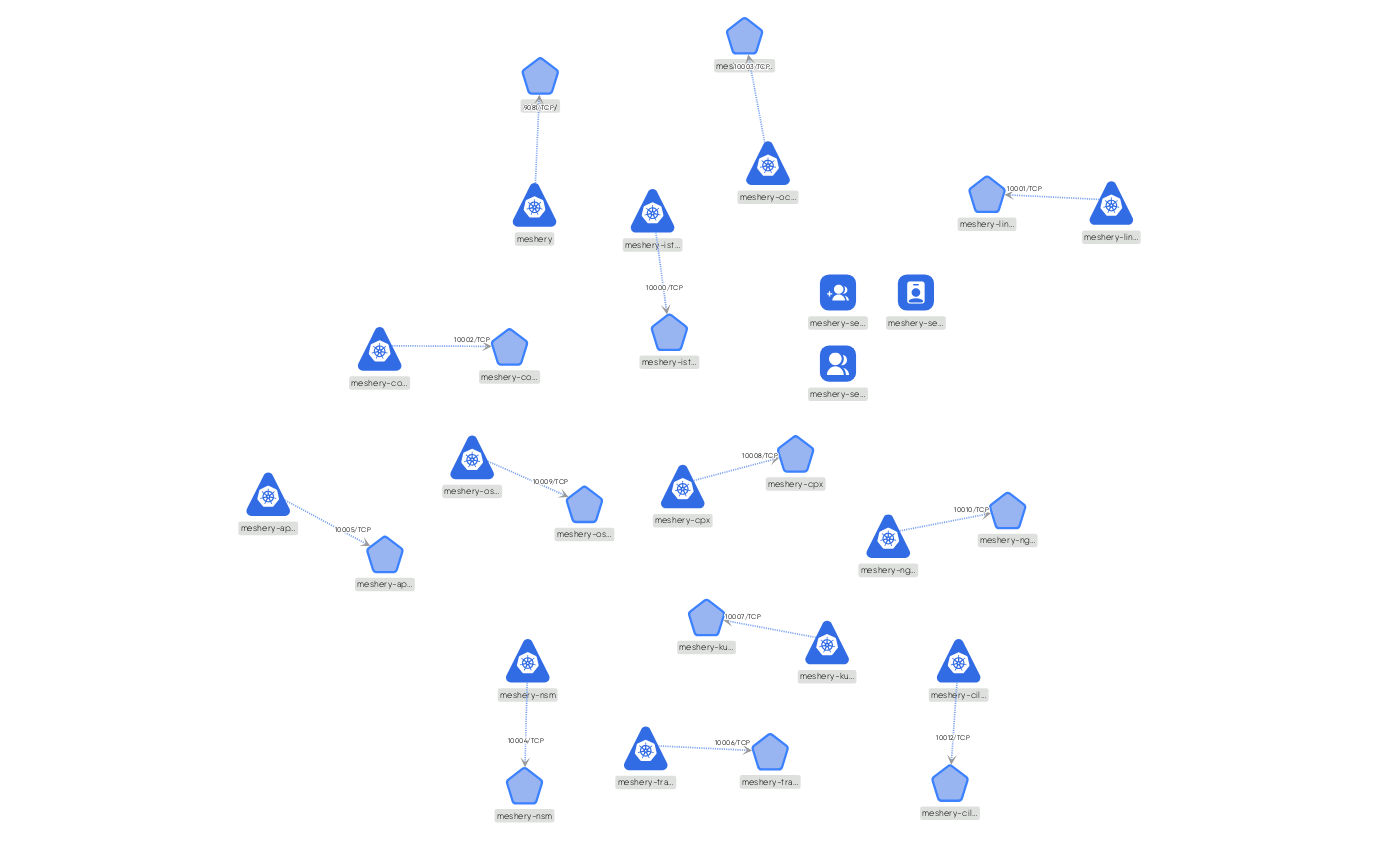 mes
10003/TCP
9081/TCP/
meshery-oc...
10001/TCP
meshery-lin...
meshery-lin...
meshery
meshery-ist...
10000/TCP
meshery-ist...
meshery-se...
meshery-se...
meshery-se...
10002/TCP
meshery-co...
meshery-co...
meshery-os...
10009/TCP
meshery-os...
10008/TCP
meshery-cpx
meshery-cpx
meshery-ap...
10005/TCP
meshery-ap...
10010/TCP
meshery-ng...
meshery-ng...
10007/TCP
meshery-ku...
meshery-ku...
meshery-nsm
10004/TCP
meshery-nsm
10006/TCP
meshery-tra...
meshery-tra...
meshery-cil...
10012/TCP
meshery-cil...